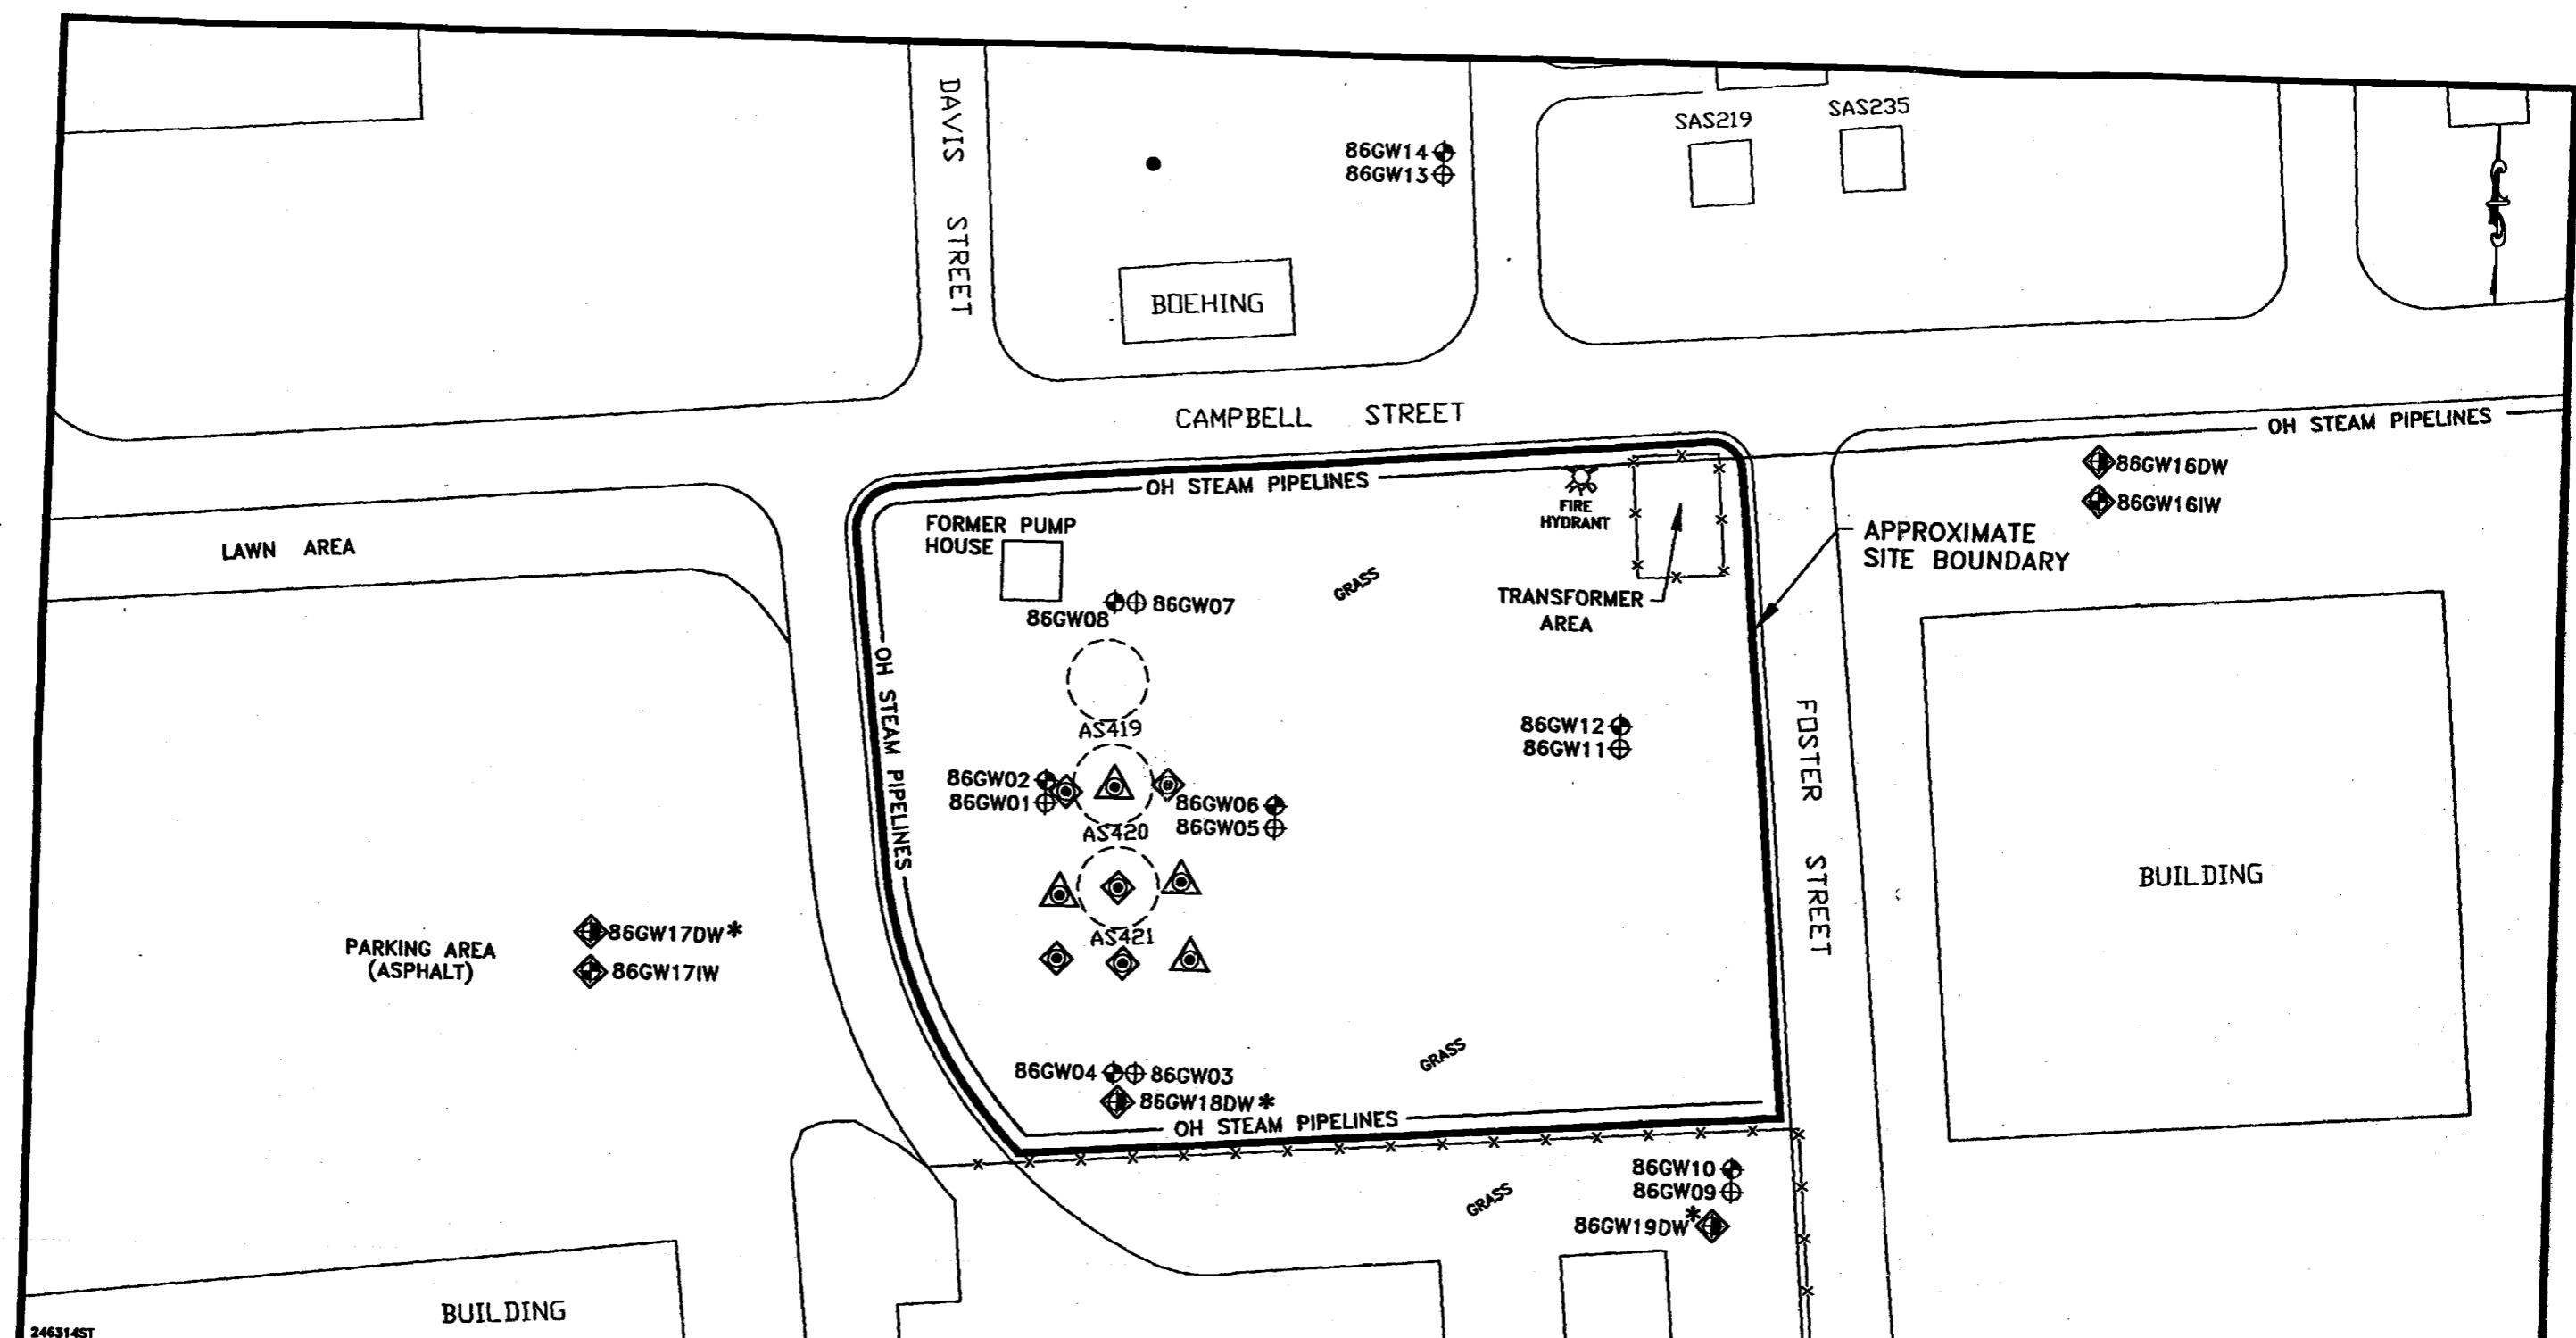 DAVIS STREET
86GW14
86GW13
SAS219
SAS235
BOEHING
CAMPBELL STREET
OH STEAM PIPELINES
86GW16DW
86GW16IW
OH STEAM PIPELINES
FIRE
HYDRANT
FORMER PUMP
HOUSE
LAWN AREA
APPROXIMATE
SITE BOUNDARY
GRASS
TRANSFORMER
AREA
86GW07
86GW08
OH STEAM PIPELINES
AS419
86GW12
86GW11
FOSTER STREET
86GW02
86GW01
86GW06
86GW05
AS420
BUILDING
AS421
86GW17DW*
86GW17IW
PARKING AREA
(ASPHALT)
GRASS
86GW04
86GW03
86GW18DW*
OH STEAM PIPELINES
86GW10
86GW09
86GW19DW*
GRASS
BUILDING
246314ST